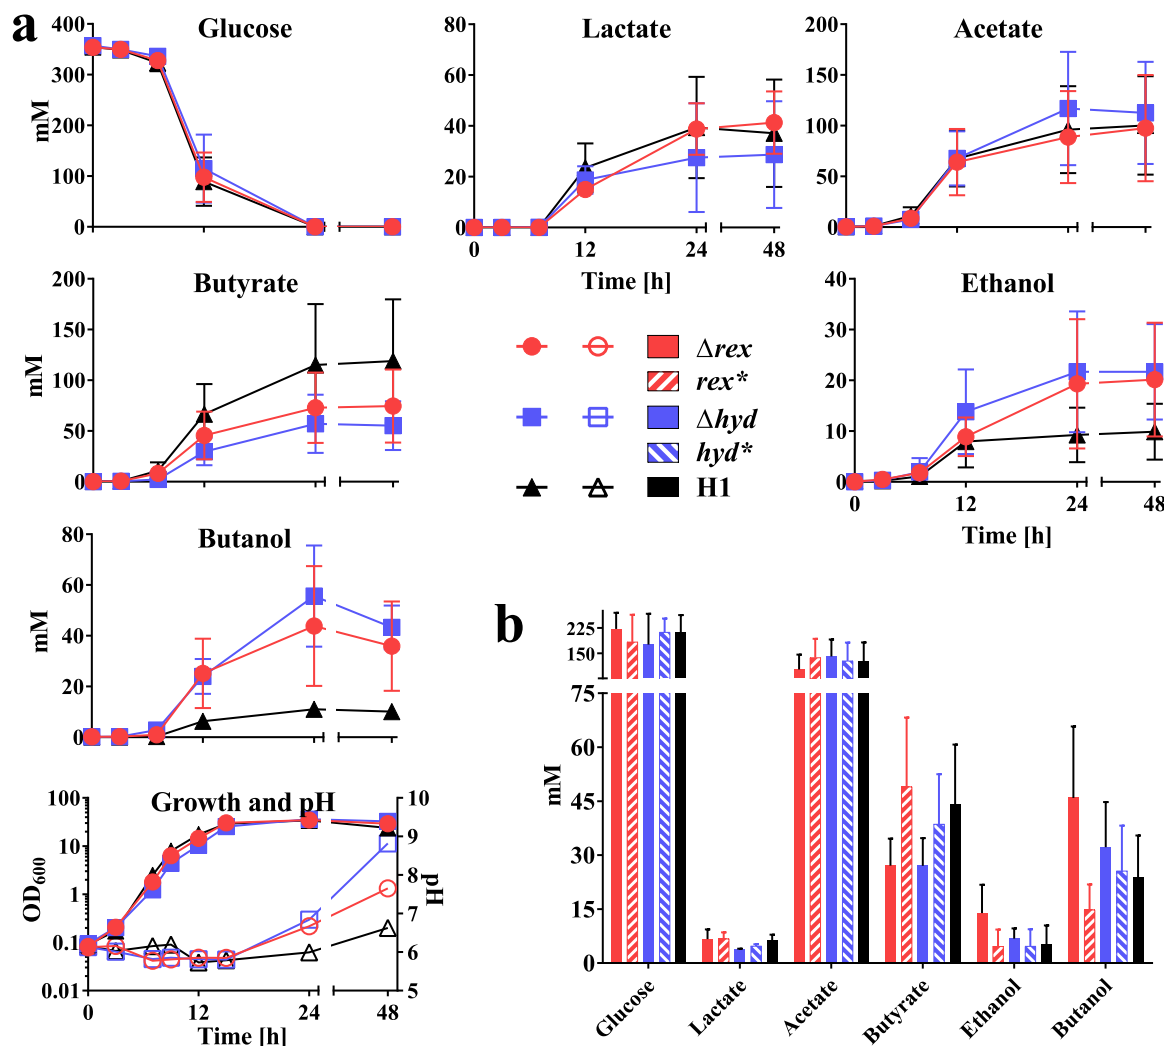 a
Glucose
mM
400
300
200
100
0
Lactate
80
60
40
20
0
0 12 24 48
Time [h]
Acetate
200
150
100
50
0
Butyrate
mM
200
150
100
50
0
Δrex
rex*
Δhyd
hyd*
H1
Ethanol
40
30
20
10
0
0 12 24 48
Time [h]
Butanol
mM
80
60
40
20
0
Growth and pH
OD600
100
10
1
0.1
0.01
10
9
8
7
6
5
pH
0 12 24 48
Time [h]
b
mM
225
150
75
60
45
30
15
0
Glucose
Lactate
Acetate
Butyrate
Ethanol
Butanol